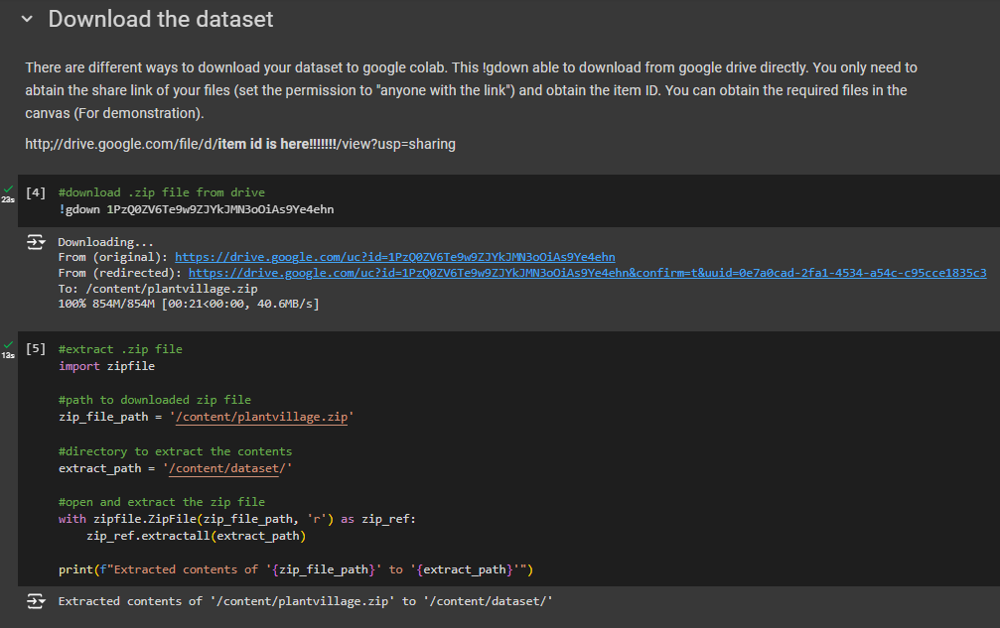 Download the dataset
There are different ways to download your dataset to google colab. This !gdown able to download from google drive directly. You only need to
abtain the share link of your files (set the permission to "anyone with the link") and obtain the item ID. You can obtain the required files in the
canvas (For demonstration).
http;//drive.google.com/file/d/item id is here!!!!!!!/view?usp=sharing
23s
[4] #download .zip file from drive
!gdown 1PzQ0ZV6Te9w9ZJYkJMN3oOiAs9Ye4ehn
Downloading...
From (original): https://drive.google.com/uc?id=1PzQ0ZV6Te9w9ZJYkJMN3oOiAs9Ye4ehn
From (redirected): https://drive.google.com/uc?id=1PzQ0ZV6Te9w9ZJYkJMN3oOiAs9Ye4ehn&confirm=t&uuid=0e7a0cad-2fa1-4534-a54c-c95cce1835c3
To: /content/plantvillage.zip
100% 854M/854M [00:21<00:00, 40.6MB/s]
13s
[5] #extract .zip file
import zipfile
#path to downloaded zip file
zip_file_path = '/content/plantvillage.zip'
#directory to extract the contents
extract_path = '/content/dataset/'
#open and extract the zip file
with zipfile.ZipFile(zip_file_path, 'r') as zip_ref:
    zip_ref.extractall(extract_path)
print(f"Extracted contents of '{zip_file_path}' to '{extract_path}'")
Extracted contents of '/content/plantvillage.zip' to '/content/dataset/'